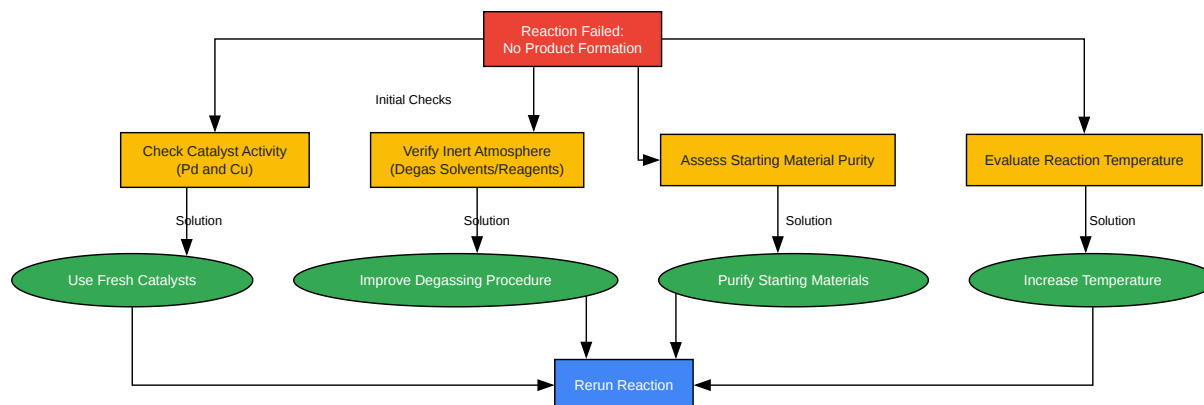 Reaction Failed:
No Product Formation
Initial Checks
Check Catalyst Activity
(Pd and Cu)
Verify Inert Atmosphere
(Degas Solvents/Reagents)
Assess Starting Material Purity
Evaluate Reaction Temperature
Solution
Solution
Solution
Solution
Use Fresh Catalysts
Improve Degassing Procedure
Purify Starting Materials
Increase Temperature
Rerun Reaction